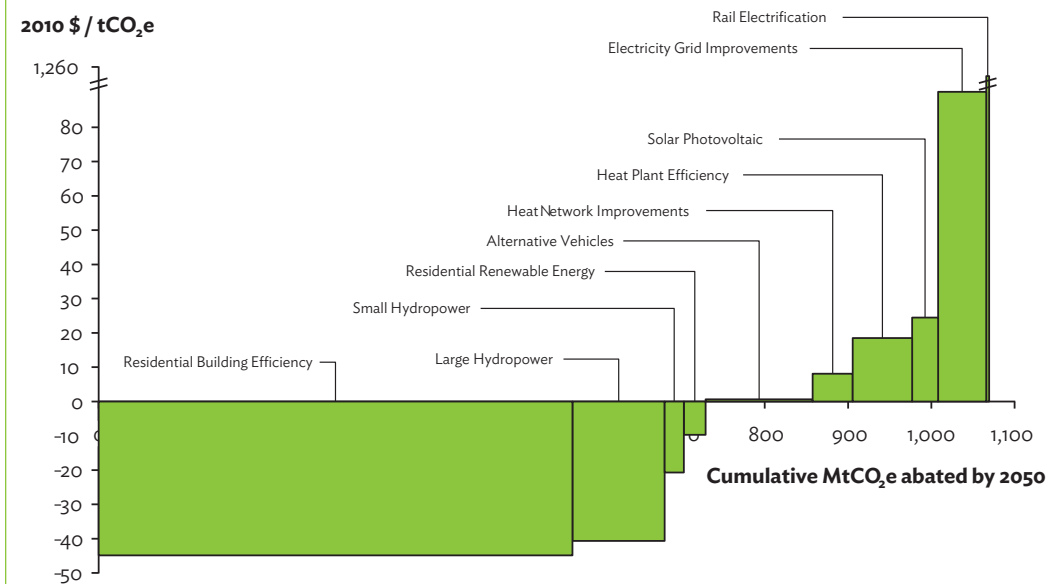 2010 $ / tCO₂e
Rail Electrification
Electricity Grid Improvements
1,260
80
Solar Photovoltaic
70
Heat Plant Efficiency
60
Heat Network Improvements
50
Alternative Vehicles
40
Residential Renewable Energy
30
Small Hydropower
20
Residential Building Efficiency
Large Hydropower
10
0
-10
0 0 800 900 1,000 1,100
-20
Cumulative MtCO₂e abated by 2050
-30
-40
-50